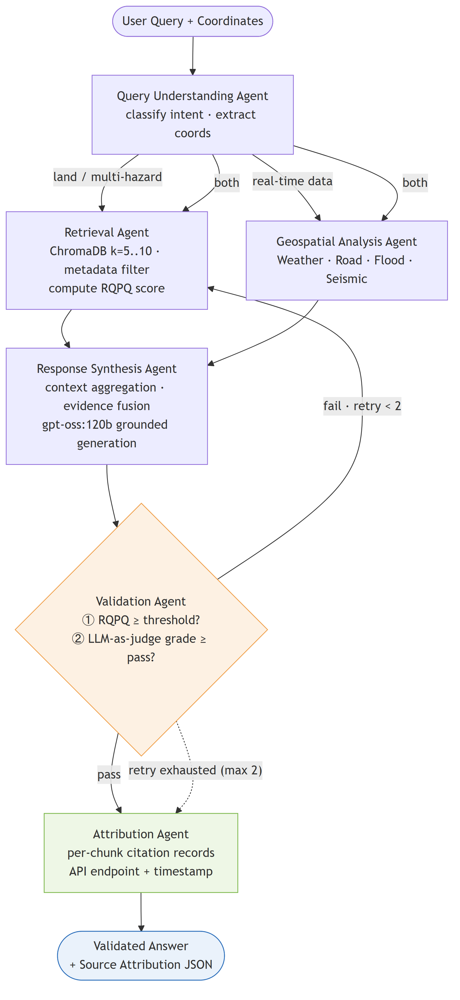 User Query + Coordinates
Query Understanding Agent
classify intent · extract
coords
land / multi-hazard
both
real-time data
both
Retrieval Agent
ChromaDB k=5..10 ·
metadata filter
compute RQPQ score
Geospatial Analysis Agent
Weather · Road · Flood ·
Seismic
Response Synthesis Agent
context aggregation ·
evidence fusion
gpt-oss:120b grounded
generation
fail · retry < 2
Validation Agent
① RQPQ ≥ threshold?
② LLM-as-judge grade ≥
pass?
pass
retry exhausted (max 2)
Attribution Agent
per-chunk citation records
API endpoint + timestamp
Validated Answer
+ Source Attribution JSON